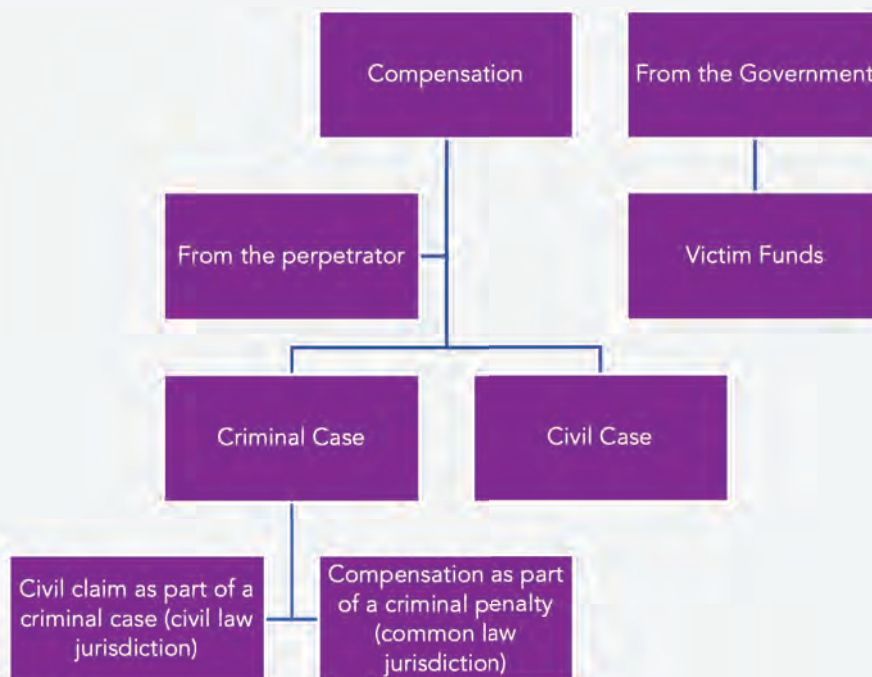 Compensation
From the Government
From the perpetrator
Victim Funds
Criminal Case
Civil Case
Civil claim as part of a
criminal case (civil law
jurisdiction)
Compensation as part
of a criminal penalty
(common law
jurisdiction)